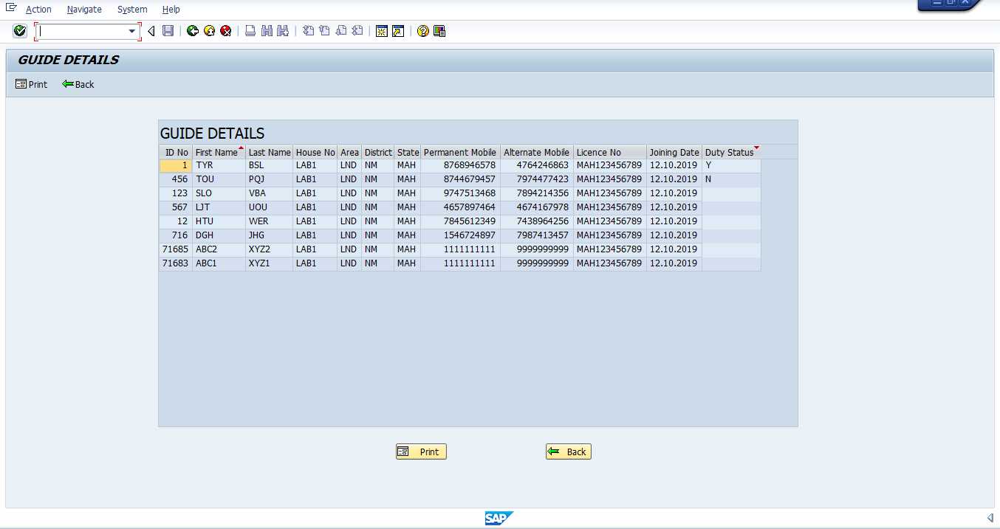 Action Navigate System Help
GUIDE DETAILS
Print Back
GUIDE DETAILS
ID No First Name Last Name House No Area District State Permanent Mobile Alternate Mobile Licence No Joining Date Duty Status
1 TYR BSL LAB1 LND NM MAH 8768946578 4764246863 MAH123456789 12.10.2019 Y
456 TOU PQJ LAB1 LND NM MAH 8744679457 7974477423 MAH123456789 12.10.2019 N
123 SLO VBA LAB1 LND NM MAH 9747513468 7894214356 MAH123456789 12.10.2019
567 LJT UOU LAB1 LND NM MAH 4657897464 4674167978 MAH123456789 12.10.2019
12 HTU WER LAB1 LND NM MAH 7845612349 7438964256 MAH123456789 12.10.2019
716 DGH JHG LAB1 LND NM MAH 1546724897 7987413457 MAH123456789 12.10.2019
71685 ABC2 XYZ2 LAB1 LND NM MAH 1111111111 9999999999 MAH123456789 12.10.2019
71683 ABC1 XYZ1 LAB1 LND NM MAH 1111111111 9999999999 MAH123456789 12.10.2019
Print Back
SAP